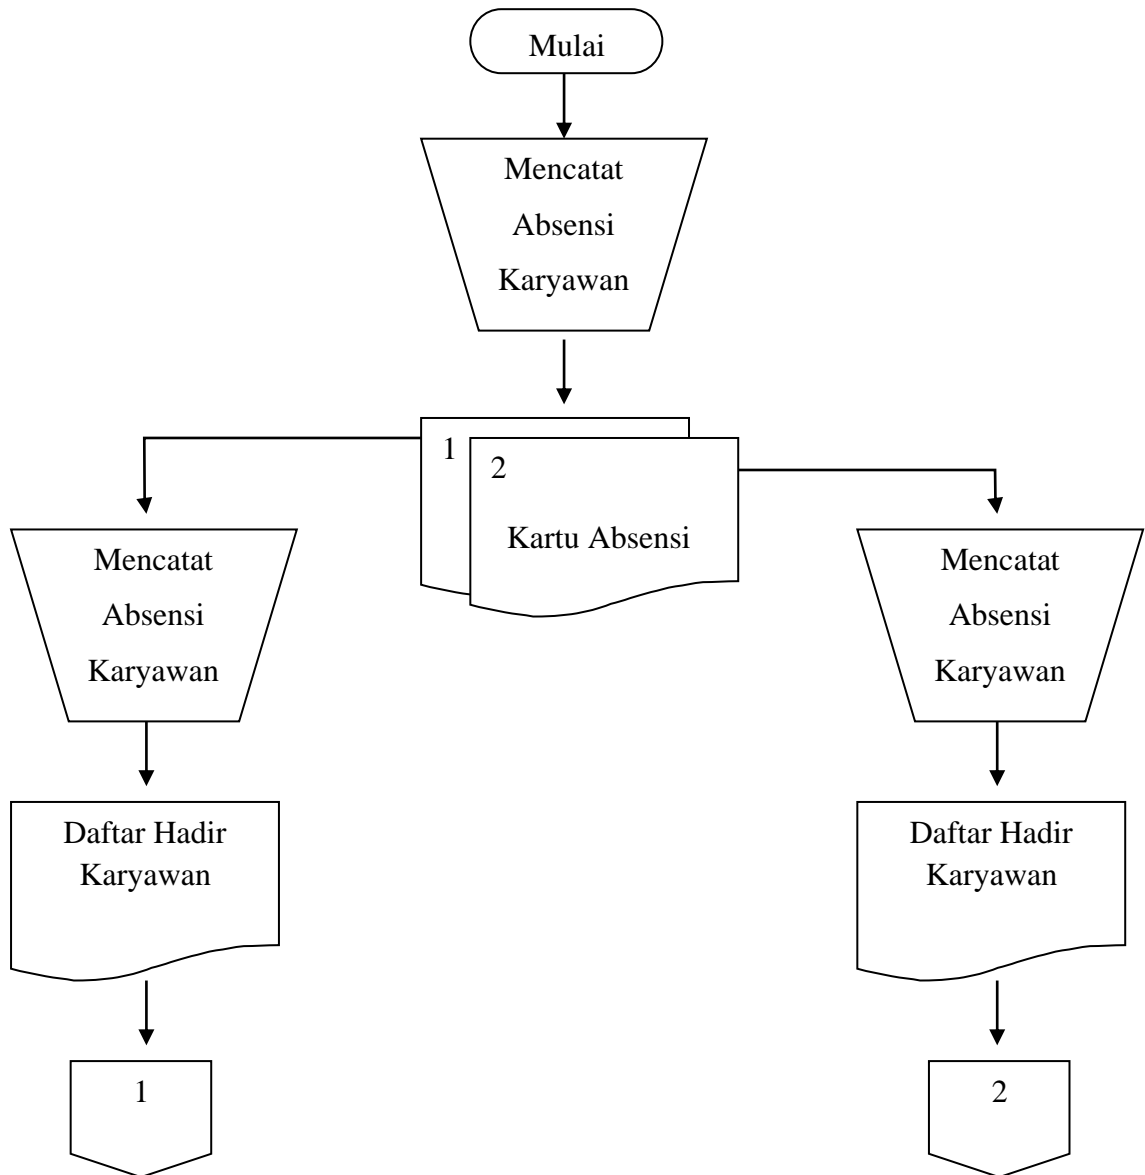 Mulai
Mencatat
Absensi
Karyawan
1
2
Kartu Absensi
Mencatat
Absensi
Karyawan
Mencatat
Absensi
Karyawan
Daftar Hadir
Karyawan
Daftar Hadir
Karyawan
1
2